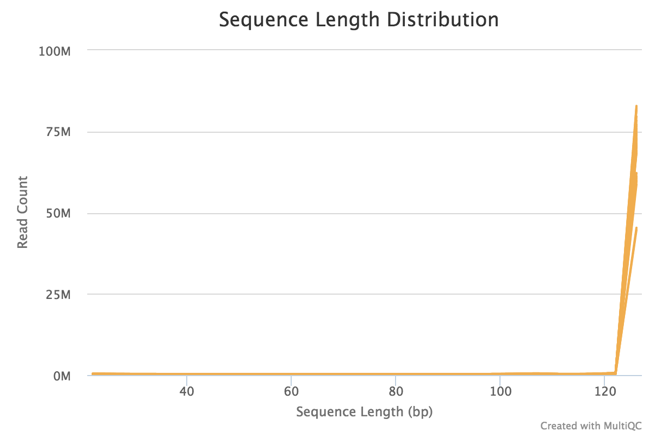 Sequence Length Distribution
100M
75M
50M
25M
0M
Read Count
40 60 80 100 120
Sequence Length (bp)
Created with MultiQC